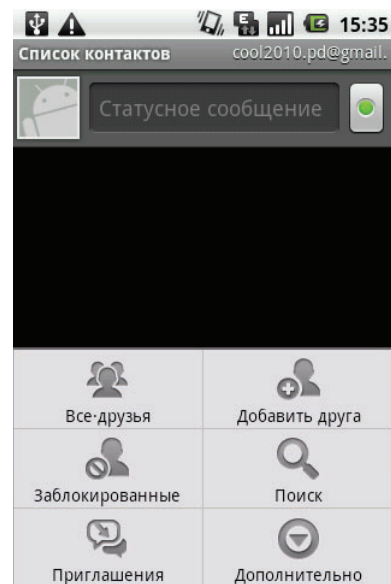 15:35
Список контактов cool2010.pd@gmail.
Статусное сообщение
Все·друзья Добавить друга
Заблокированные Поиск
Приглашения Дополнительно